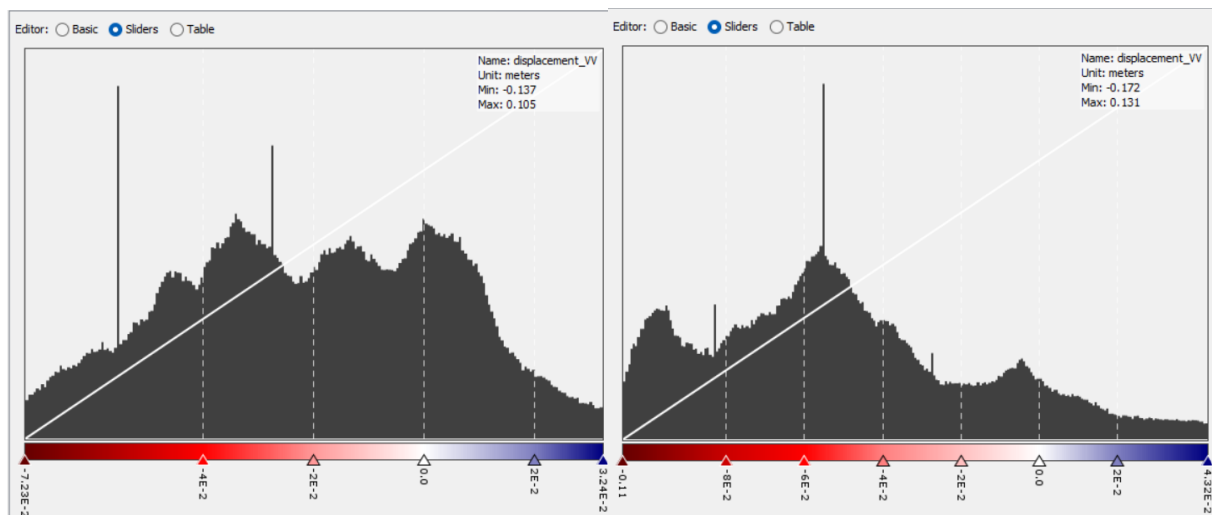 Editor: Basic Sliders Table
Name: displacement_VV
Unit: meters
Min: -0.137
Max: 0.105
-7.23E-2
-4E-2
-2E-2
0.0
2E-2
3.24E-2
Editor: Basic Sliders Table
Name: displacement_VV
Unit: meters
Min: -0.172
Max: 0.131
-0.11
-8E-2
-6E-2
-4E-2
-2E-2
0.0
2E-2
4.32E-2